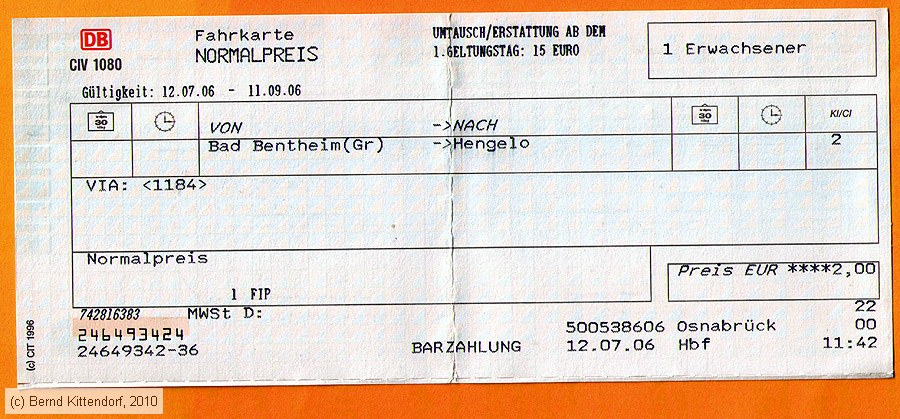 DB
CIV 1080
Fahrkarte
NORMALPREIS
UMTAUSCH/ERSTATTUNG AB DEM
1.GELTUNGSTAG: 15 EURO
1 Erwachsener
Gültigkeit: 12.07.06 - 11.09.06
30 30
VON ->NACH Kl/Cl
Bad Bentheim(Gr) ->Hengelo 2
VIA: <1184>
Normalpreis
1 FIP
Preis EUR ****2,00
742816383 MWSt D: 22
246493424 500538606 Osnabrück 00
24649342-36 BARZAHLUNG 12.07.06 Hbf 11:42
(c) CIT 1996
(c) Bernd Kittendorf, 2010